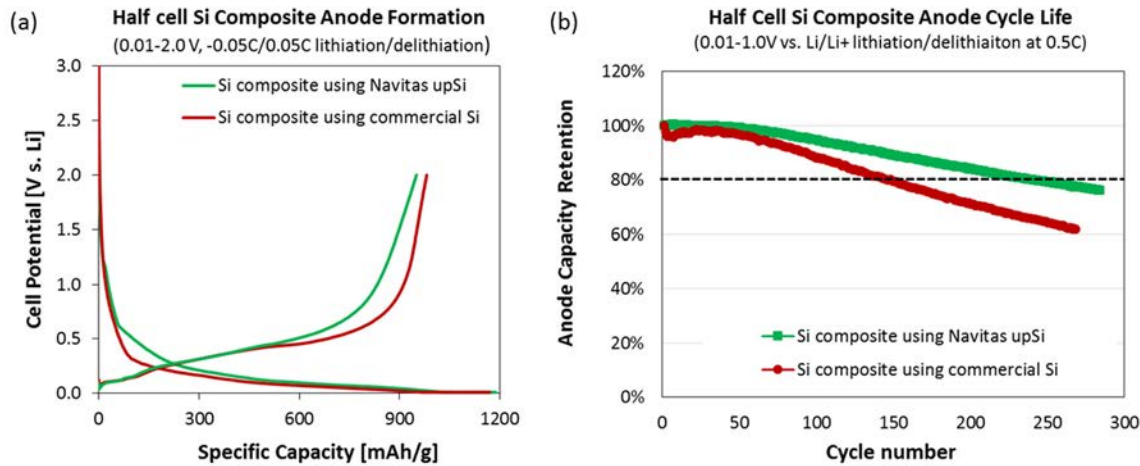 (a)
Half cell Si Composite Anode Formation
(0.01-2.0 V, -0.05C/0.05C lithiation/delithiation)
3.0
2.5
2.0
1.5
1.0
0.5
0.0
Cell Potential [V s. Li]
Si composite using Navitas upSi
Si composite using commercial Si
0
300
600
900
1200
Specific Capacity [mAh/g]
(b)
Half Cell Si Composite Anode Cycle Life
(0.01-1.0V vs. Li/Li+ lithiation/delithiaiton at 0.5C)
120%
100%
80%
60%
40%
20%
0%
Anode Capacity Retention
Si composite using Navitas upSi
Si composite using commercial Si
0
50
100
150
200
250
300
Cycle number